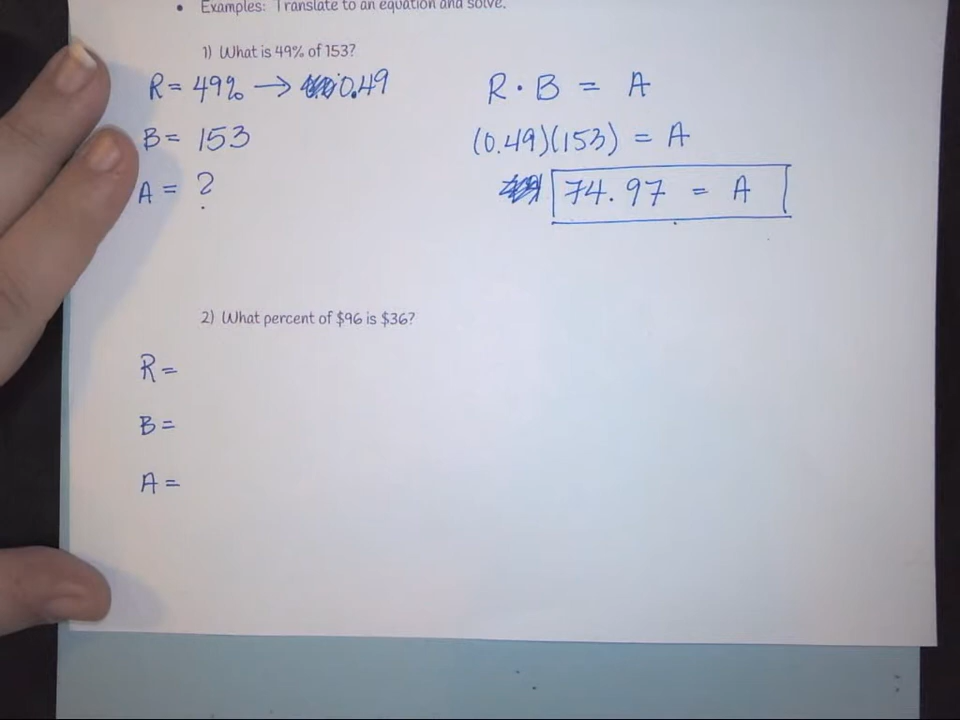 • Examples: Translate to an equation and solve.
1) What is 49% of 153?
R = 49% → 0.49
R · B = A
B = 153
(0.49)(153) = A
A = ?
74.97 = A
2) What percent of $96 is $36?
R =
B =
A =